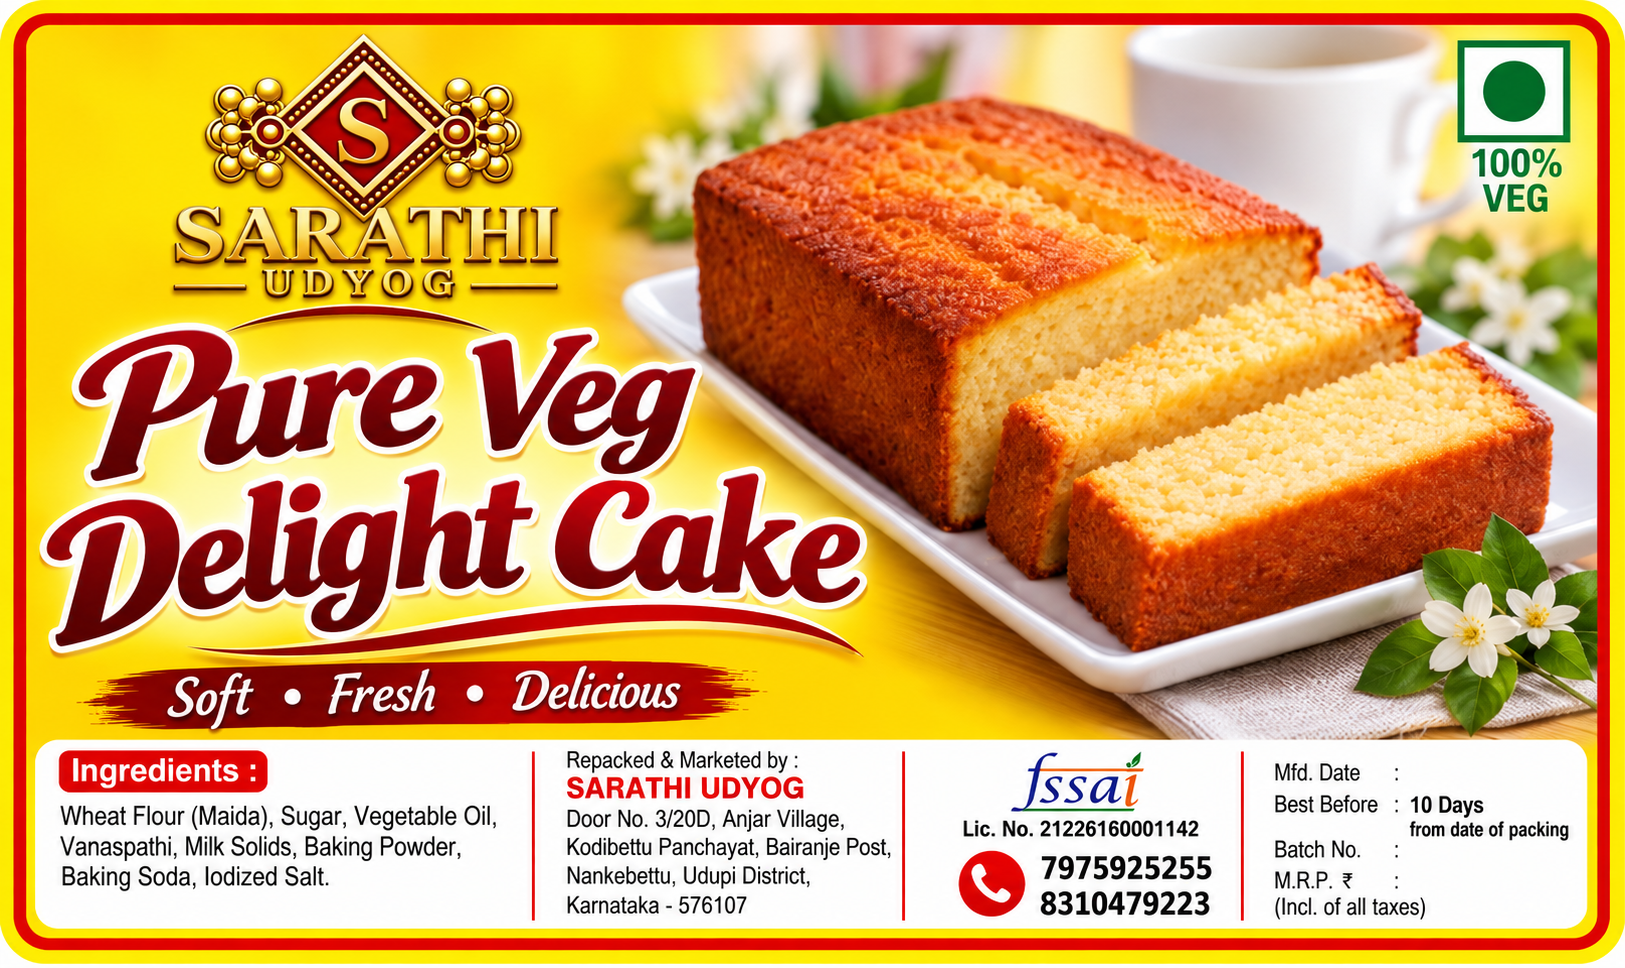 S
SARATHI
UDYOG
Pure Veg
Delight Cake
Soft • Fresh • Delicious
100%
VEG
Ingredients :
Wheat Flour (Maida), Sugar, Vegetable Oil,
Vanaspathi, Milk Solids, Baking Powder,
Baking Soda, Iodized Salt.
Repacked & Marketed by :
SARATHI UDYOG
Door No. 3/20D, Anjar Village,
Kodibettu Panchayat, Bairanje Post,
Nankebettu, Udupi District,
Karnataka - 576107
fssai
Lic. No. 21226160001142
7975925255
8310479223
Mfd. Date :
Best Before : 10 Days
from date of packing
Batch No. :
M.R.P. ₹ :
(Incl. of all taxes)